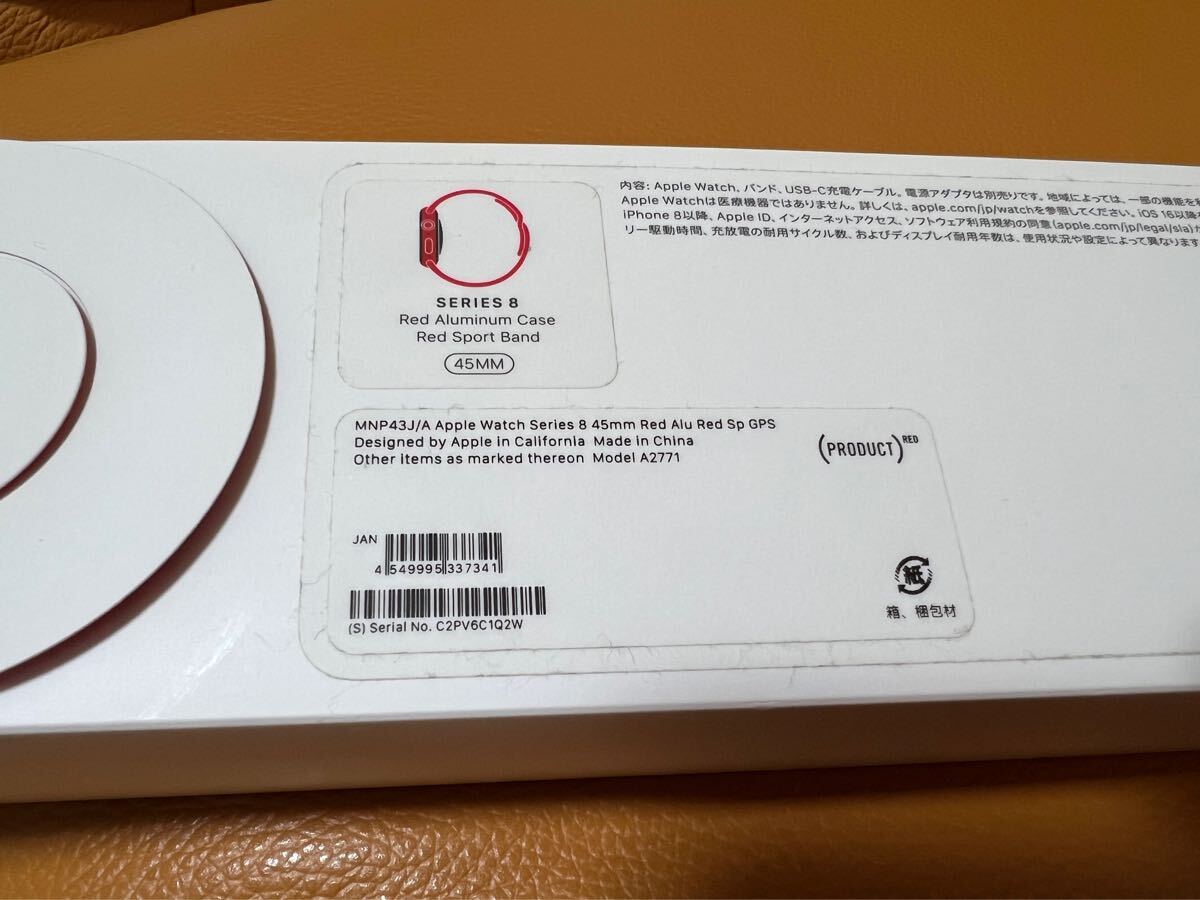 SERIES 8
Red Aluminum Case
Red Sport Band
45MM
内容: Apple Watch、バンド、USB-C充電ケーブル。電源アダプタは別売りです。地域によっては、一部の機能を
Apple Watchは医療機器ではありません。詳しくは、apple.com/jp/watchを参照してください。iOS 16以降
iPhone 8以降、Apple ID、インターネットアクセス、ソフトウェア利用規約の同意(apple.com/jp/legal/sla)が
リー駆動時間、充放電の耐用サイクル数、およびディスプレイ耐用年数は、使用状況や設定によって異なります
MNP43J/A Apple Watch Series 8 45mm Red Alu Red Sp GPS
Designed by Apple in California Made in China
Other items as marked thereon Model A2771
(PRODUCT)RED
JAN
4 549995 337341
(S) Serial No. C2PV6C1Q2W
紙
箱、梱包材